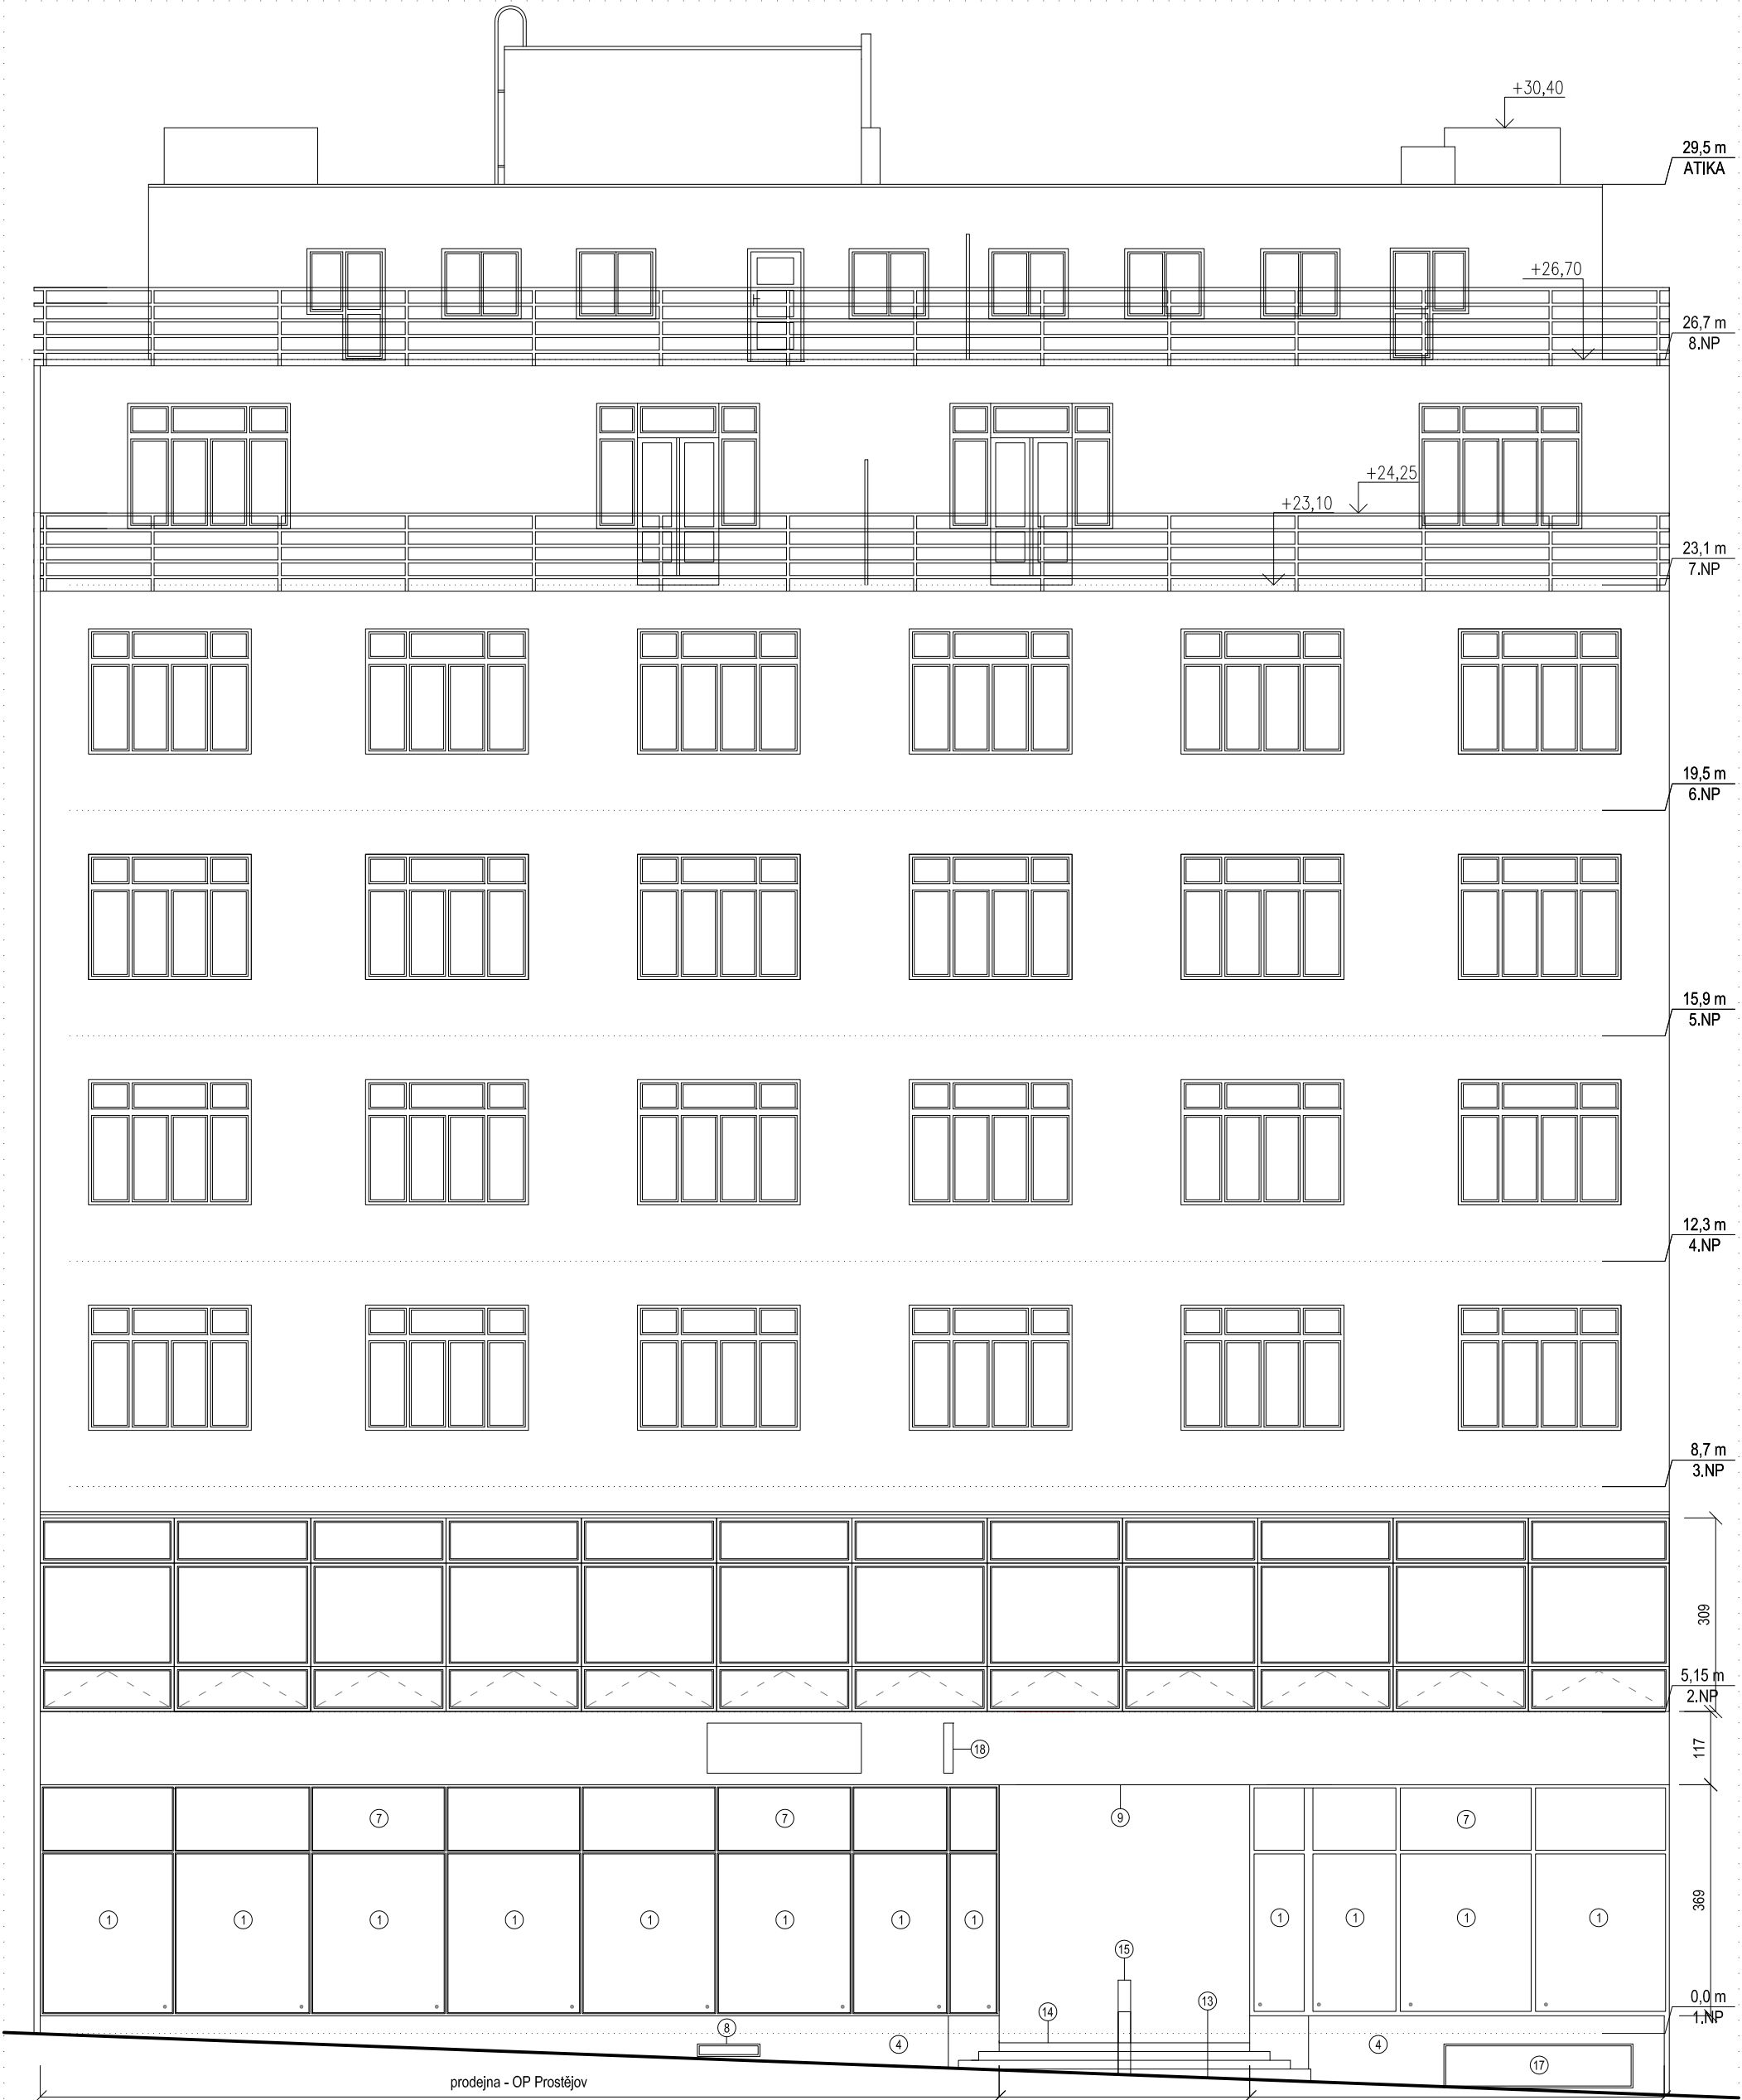 +30,40
29,5 m
ATIKA
+26,70
26,7 m
8.NP
+24,25
+23,10
23,1 m
7.NP
19,5 m
6.NP
15,9 m
5.NP
12,3 m
4.NP
8,7 m
3.NP
309
5,15 m
2.NP
18
117
7 7 9 7
369
1 1 1 1 1 1 1 1 1 1 1 1
15
14 13
0,0 m
1.NP
8 4 4
17
prodejna - OP Prostějov